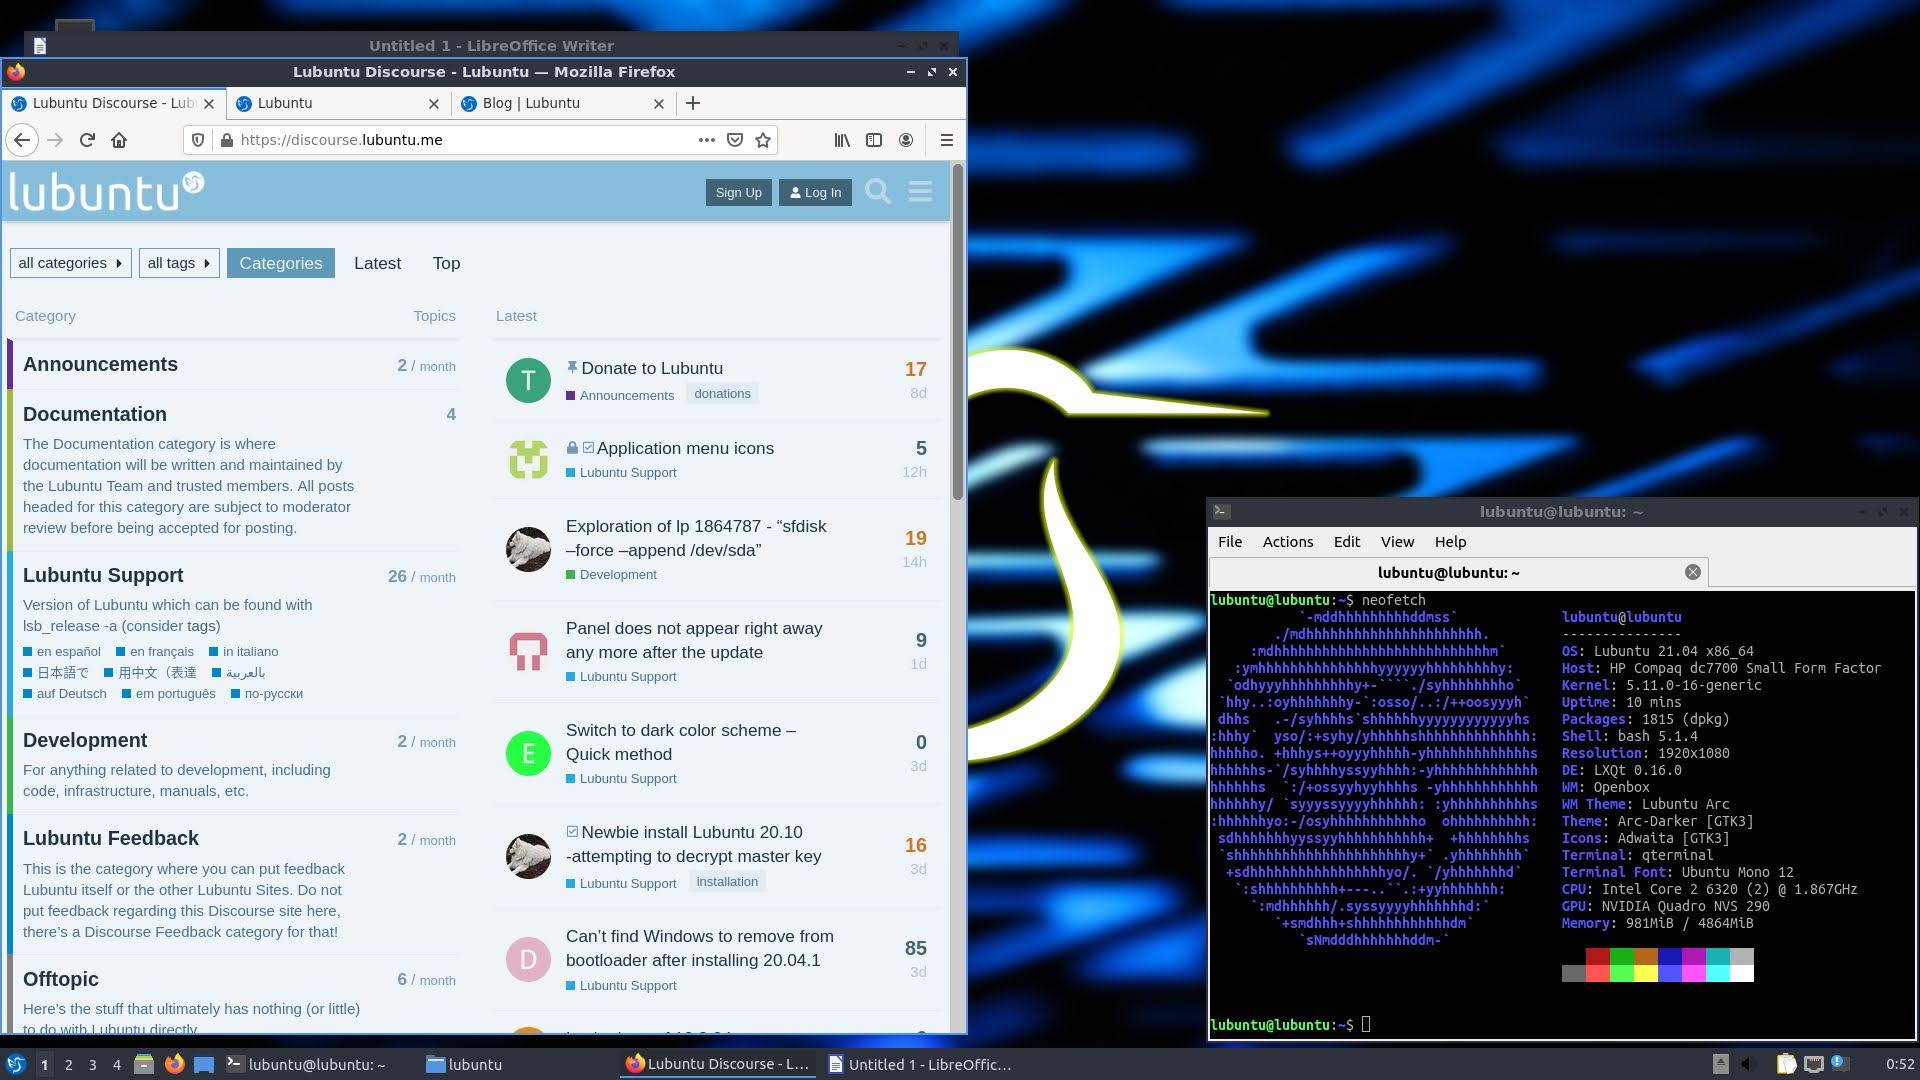 Untitled 1 - LibreOffice Writer
Lubuntu Discourse - Lubuntu — Mozilla Firefox
Lubuntu Discourse - Lub
Lubuntu
Blog | Lubuntu
https://discourse.lubuntu.me
lubuntu
Sign Up
Log In
all categories
all tags
Categories
Latest
Top
Category
Topics
Announcements
2 / month
Documentation
4
The Documentation category is where
documentation will be written and maintained by
the Lubuntu Team and trusted members. All posts
headed for this category are subject to moderator
review before being accepted for posting.
Lubuntu Support
26 / month
Version of Lubuntu which can be found with
lsb_release -a (consider tags)
en español
en français
in italiano
日本語で
用中文（表達
بالعربية
auf Deutsch
em português
по-русски
Development
2 / month
For anything related to development, including
code, infrastructure, manuals, etc.
Lubuntu Feedback
2 / month
This is the category where you can put feedback
Lubuntu itself or the other Lubuntu Sites. Do not
put feedback regarding this Discourse site here,
there's a Discourse Feedback category for that!
Offtopic
6 / month
Here's the stuff that ultimately has nothing (or little)
to do with Lubuntu directly
Latest
T
Donate to Lubuntu
17
Announcements
donations
8d
Application menu icons
5
Lubuntu Support
12h
Exploration of lp 1864787 - “sfdisk
–force –append /dev/sda”
19
14h
Development
Panel does not appear right away
any more after the update
9
1d
Lubuntu Support
E
Switch to dark color scheme –
Quick method
0
3d
Lubuntu Support
Newbie install Lubuntu 20.10
-attempting to decrypt master key
16
3d
Lubuntu Support
installation
D
Can't find Windows to remove from
bootloader after installing 20.04.1
85
3d
Lubuntu Support
lubuntu@lubuntu: ~
File
Actions
Edit
View
Help
lubuntu@lubuntu: ~
lubuntu@lubuntu:~$ neofetch
lubuntu@lubuntu
---------------
OS: Lubuntu 21.04 x86_64
Host: HP Compaq dc7700 Small Form Factor
Kernel: 5.11.0-16-generic
Uptime: 10 mins
Packages: 1815 (dpkg)
Shell: bash 5.1.4
Resolution: 1920x1080
DE: LXQt 0.16.0
WM: Openbox
WM Theme: Lubuntu Arc
Theme: Arc-Darker [GTK3]
Icons: Adwaita [GTK3]
Terminal: qterminal
Terminal Font: Ubuntu Mono 12
CPU: Intel Core 2 6320 (2) @ 1.867GHz
GPU: NVIDIA Quadro NVS 290
Memory: 981MiB / 4864MiB
lubuntu@lubuntu:~$
1
2
3
4
lubuntu@lubuntu: ~
lubuntu
Lubuntu Discourse - L...
Untitled 1 - LibreOffic...
0:52